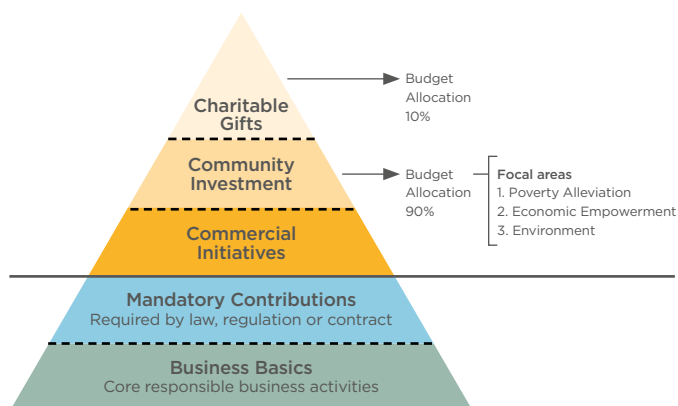 Charitable
Gifts
Budget
Allocation
10%
Community
Investment
Budget
Allocation
90%
Focal areas
1. Poverty Alleviation
2. Economic Empowerment
3. Environment
Commercial
Initiatives
Mandatory Contributions
Required by law, regulation or contract
Business Basics
Core responsible business activities